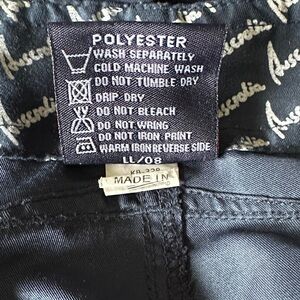 POLYESTER
WASH SEPARATELY
COLD MACHINE WASH
DO NOT TUMBLE DRY
DRIP DRY
DO NOT BLEACH
DO NOT WRING
DO NOT IRON PRINT
WARM IRON REVERSE SIDE
LL/08
MADE IN